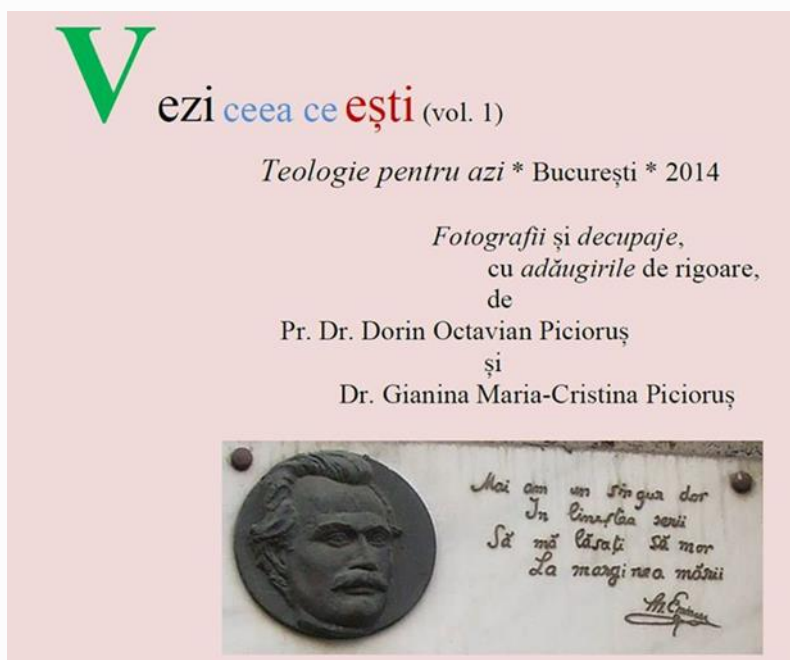 Vezi ceea ce ești (vol. 1)
Teologie pentru azi * București * 2014
Fotografii și decupaje,
cu adăugirile de rigoare,
de
Pr. Dr. Dorin Octavian Picioruș
și
Dr. Gianina Maria-Cristina Picioruș
Mai am un singur dor
In liniștea serii
Să mă lăsați să mor
La marginea mării
M. Eminescu